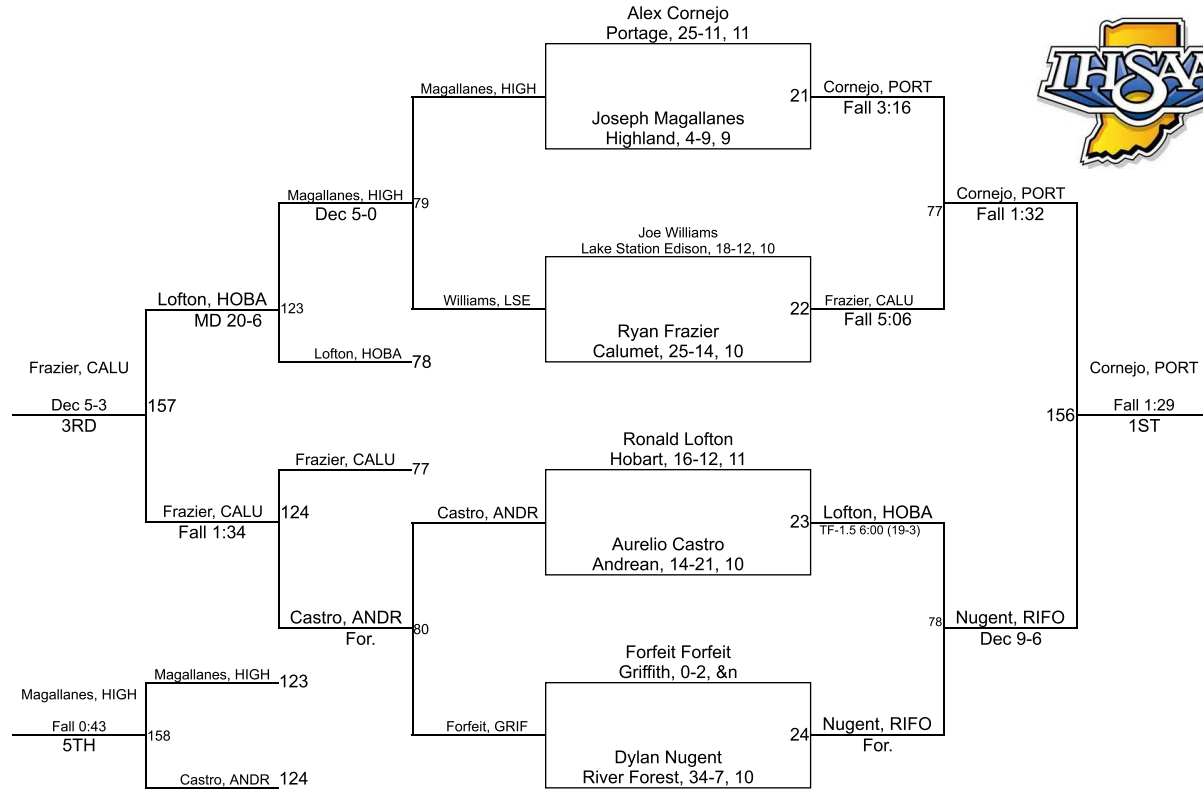 Alex Cornejo
Portage, 25-11, 11
IHSAA
Magallanes, HIGH
21
Cornejo, PORT
Fall 3:16
Joseph Magallanes
Highland, 4-9, 9
Magallanes, HIGH
Dec 5-0
79
77
Cornejo, PORT
Fall 1:32
Joe Williams
Lake Station Edison, 18-12, 10
Lofton, HOBA
MD 20-6
123
Williams, LSE
22
Frazier, CALU
Fall 5:06
Ryan Frazier
Calumet, 25-14, 10
Lofton, HOBA
78
Frazier, CALU
Dec 5-3
3RD
157
Cornejo, PORT
156
Fall 1:29
1ST
Ronald Lofton
Hobart, 16-12, 11
Frazier, CALU
77
Frazier, CALU
Fall 1:34
124
Castro, ANDR
23
Lofton, HOBA
TF-1.5 6:00 (19-3)
Aurelio Castro
Andrean, 14-21, 10
Castro, ANDR
For.
80
78
Nugent, RIFO
Dec 9-6
Forfeit Forfeit
Griffith, 0-2, &n
Magallanes, HIGH
123
Magallanes, HIGH
Fall 0:43
5TH
158
Forfeit, GRIF
24
Nugent, RIFO
For.
Dylan Nugent
River Forest, 34-7, 10
Castro, ANDR
124